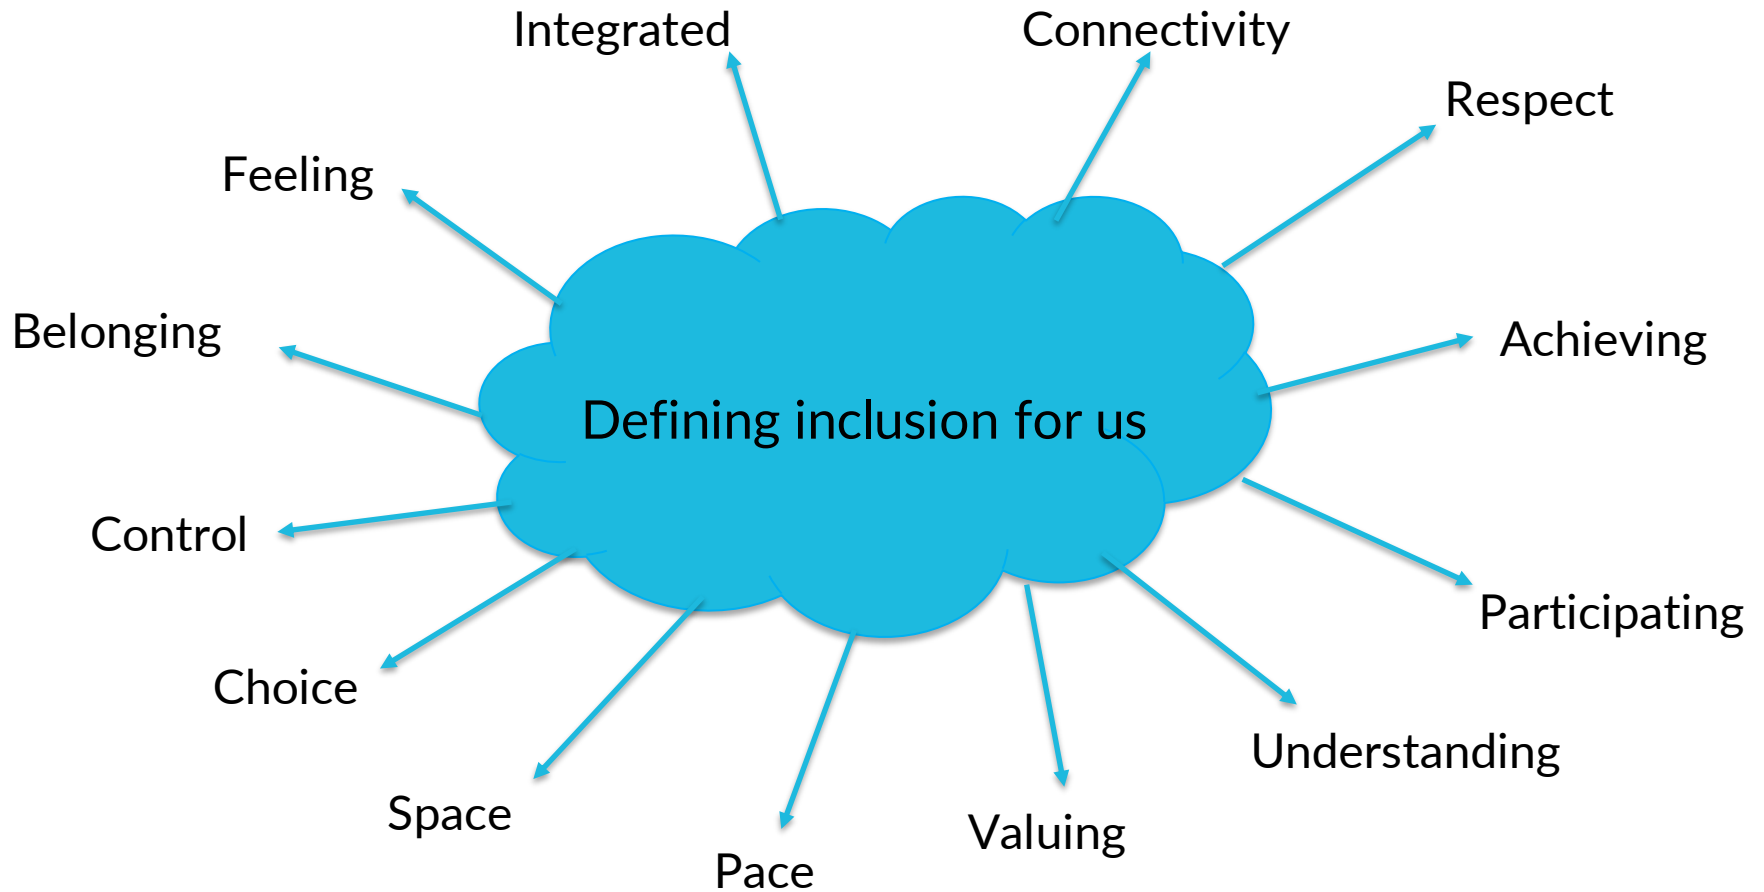 Integrated
Connectivity
Respect
Feeling
Belonging
Achieving
Defining inclusion for us
Control
Participating
Choice
Understanding
Space
Valuing
Pace